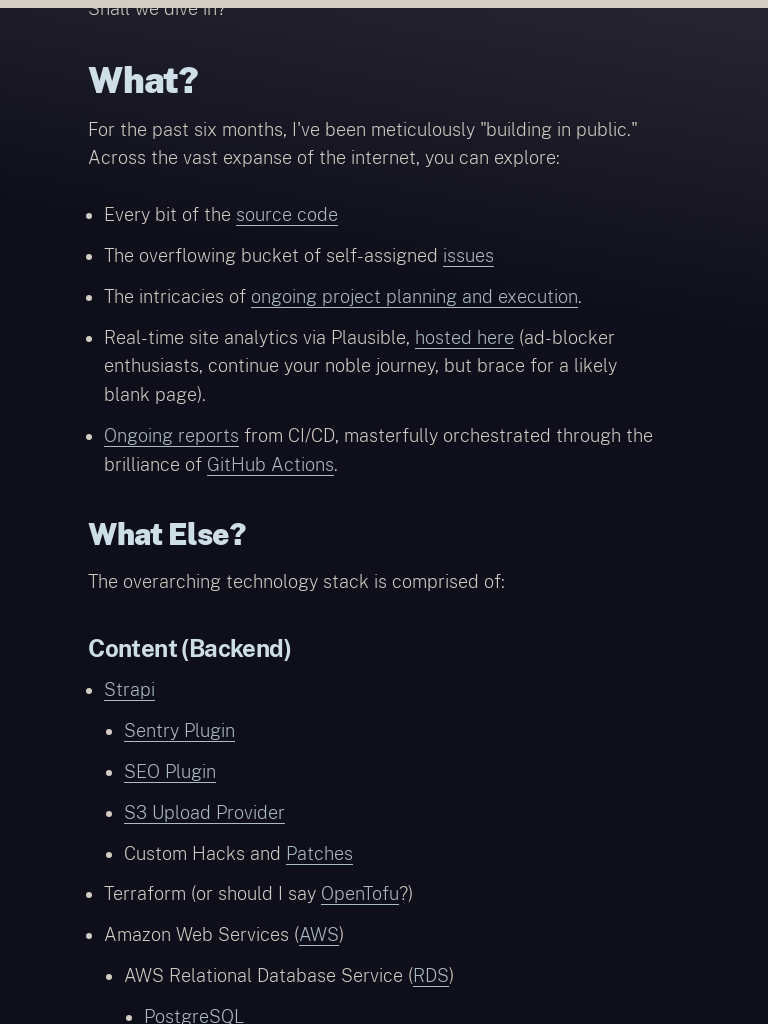 Shall we dive in?
What?
For the past six months, I've been meticulously "building in public."
Across the vast expanse of the internet, you can explore:
Every bit of the source code
The overflowing bucket of self-assigned issues
The intricacies of ongoing project planning and execution.
Real-time site analytics via Plausible, hosted here (ad-blocker
enthusiasts, continue your noble journey, but brace for a likely
blank page).
Ongoing reports from CI/CD, masterfully orchestrated through the
brilliance of GitHub Actions.
What Else?
The overarching technology stack is comprised of:
Content (Backend)
Strapi
Sentry Plugin
SEO Plugin
S3 Upload Provider
Custom Hacks and Patches
Terraform (or should I say OpenTofu?)
Amazon Web Services (AWS)
AWS Relational Database Service (RDS)
PostgreSQL